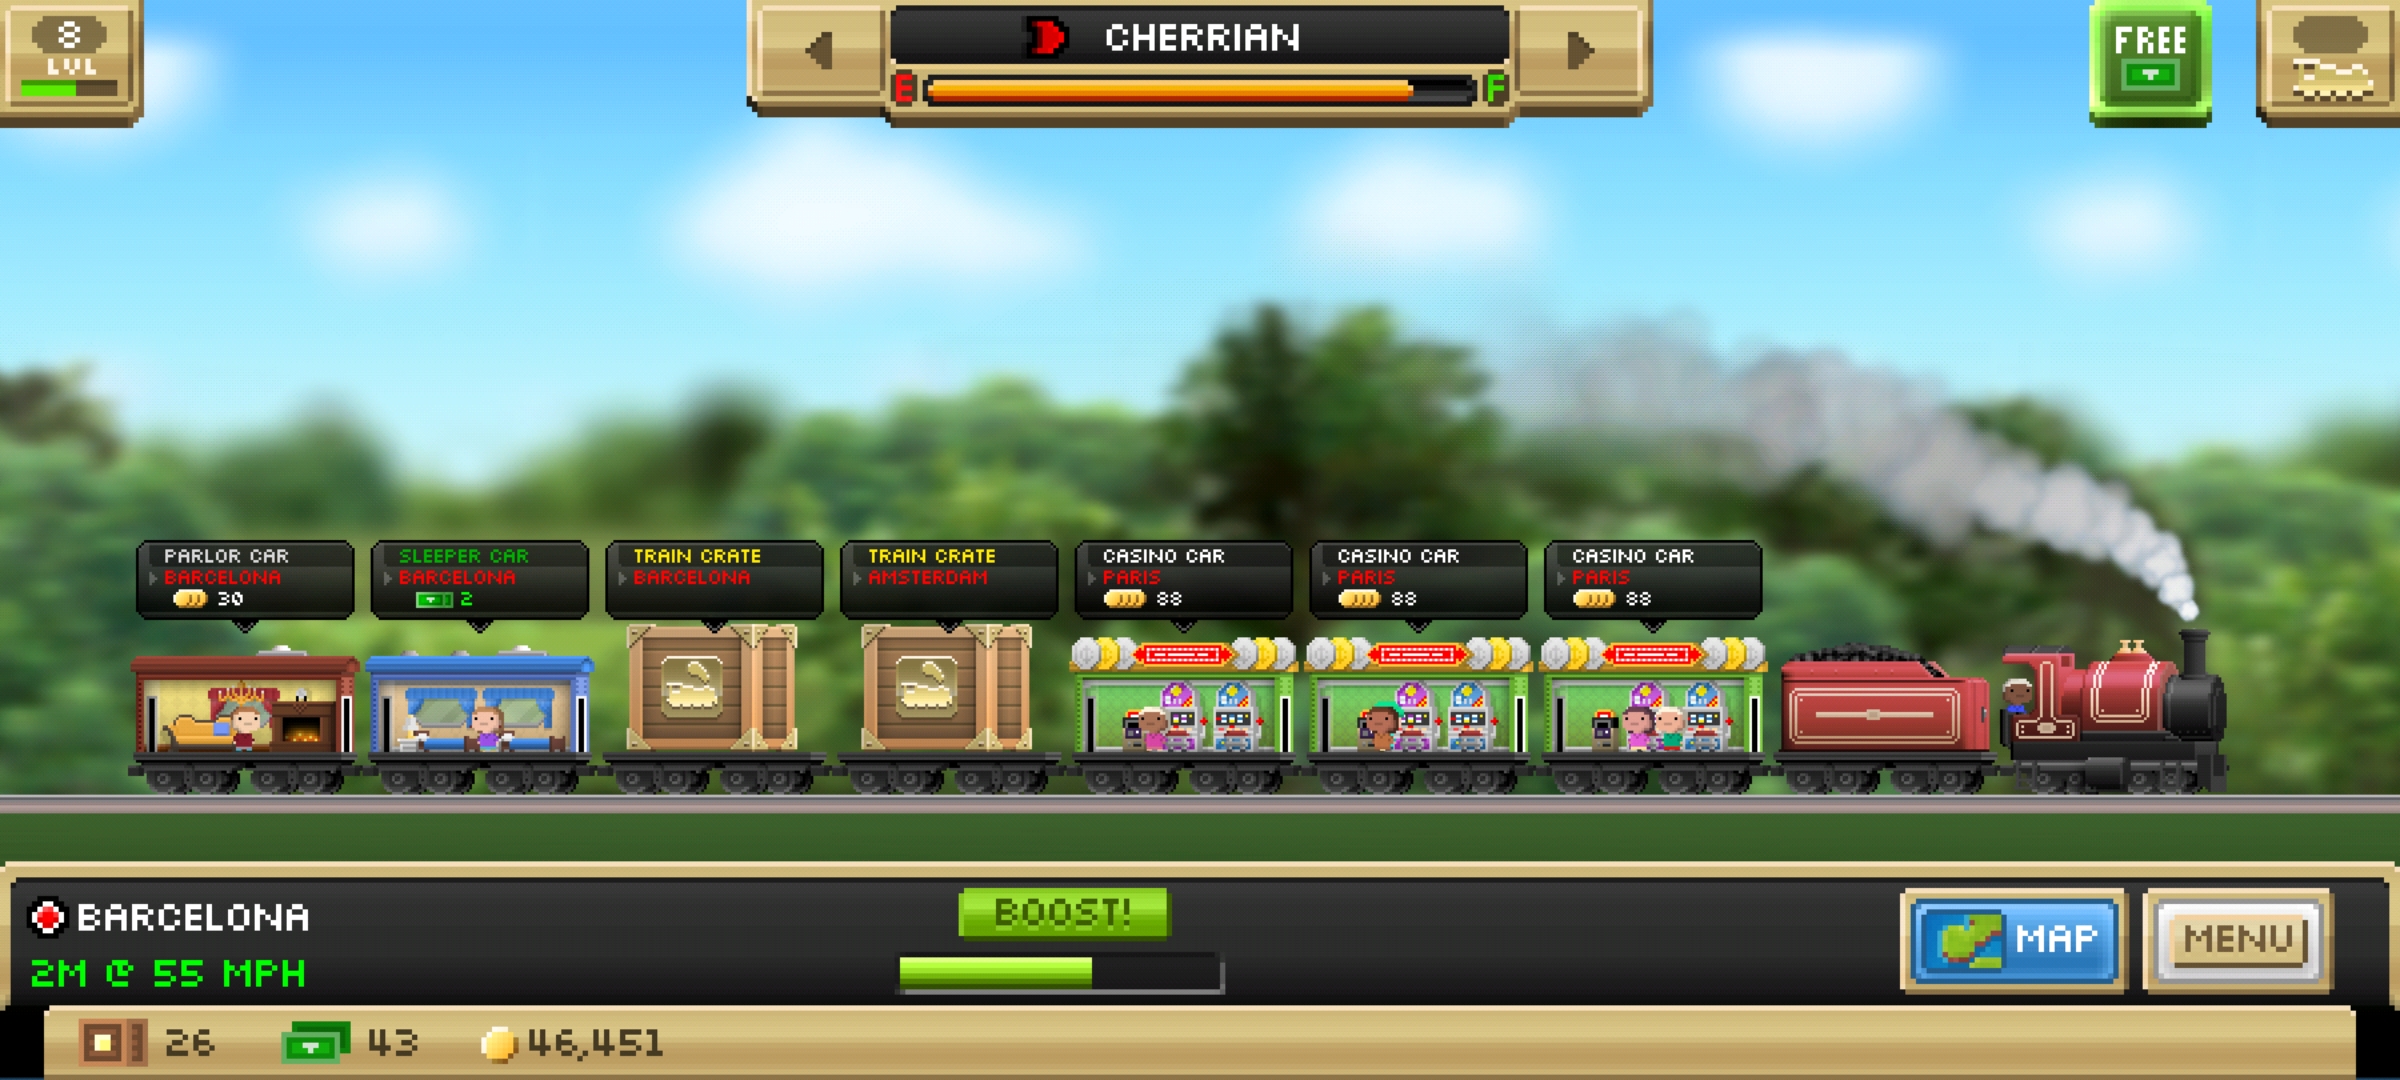 8
LVL
CHERRIAN
E F
FREE
PARLOR CAR
BARCELONA
30
SLEEPER CAR
BARCELONA
2
TRAIN CRATE
BARCELONA
TRAIN CRATE
AMSTERDAM
CASINO CAR
PARIS
88
CASINO CAR
PARIS
88
CASINO CAR
PARIS
88
BARCELONA
2M @ 55 MPH
BOOST!
MAP
MENU
26
43
46,451